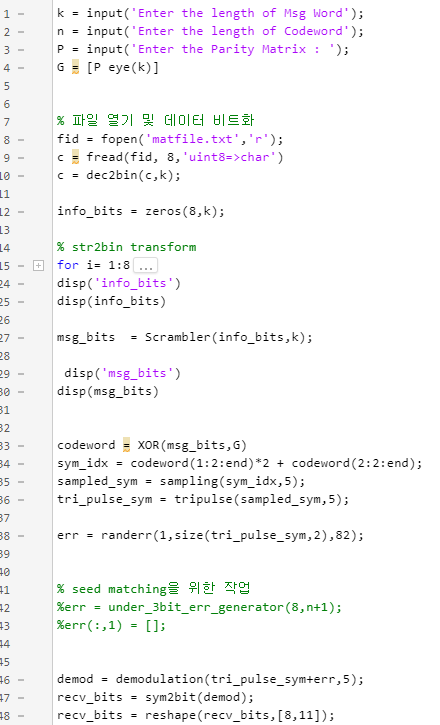 1 k = input('Enter the length of Msg Word');
2 n = input('Enter the length of Codeword');
3 P = input('Enter the Parity Matrix : ');
4 G = [P eye(k)]
5
6
7 % 파일 열기 및 데이터 비트화
8 fid = fopen('matfile.txt','r');
9 c = fread(fid, 8,'uint8=>char')
10 c = dec2bin(c,k);
11
12 info_bits = zeros(8,k);
13
14 % str2bin transform
15 for i= 1:8 ...
24 disp('info_bits')
25 disp(info_bits)
26
27 msg_bits  = Scrambler(info_bits,k);
28
29 disp('msg_bits')
30 disp(msg_bits)
31
32
33 codeword = XOR(msg_bits,G)
34 sym_idx = codeword(1:2:end)*2 + codeword(2:2:end);
35 sampled_sym = sampling(sym_idx,5);
36 tri_pulse_sym = tripulse(sampled_sym,5);
37
38 err = randerr(1,size(tri_pulse_sym,2),82);
39
40
41 % seed matching을 위한 작업
42 %err = under_3bit_err_generator(8,n+1);
43 %err(:,1) = [];
44
45
46 demod = demodulation(tri_pulse_sym+err,5);
47 recv_bits = sym2bit(demod);
48 recv_bits = reshape(recv_bits,[8,11]);